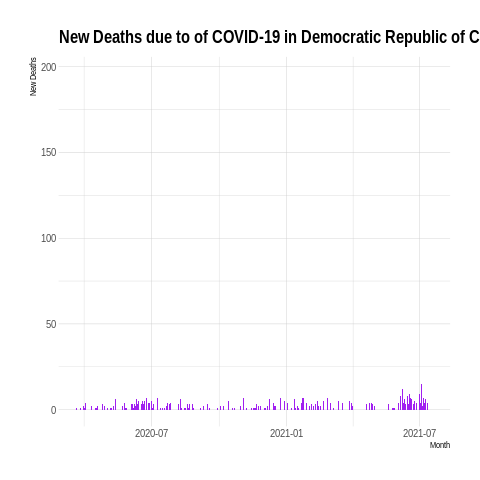 New Deaths due to of COVID-19 in Democratic Republic of C
New Deaths
200
150
100
50
0
2020-07
2021-01
2021-07
Month